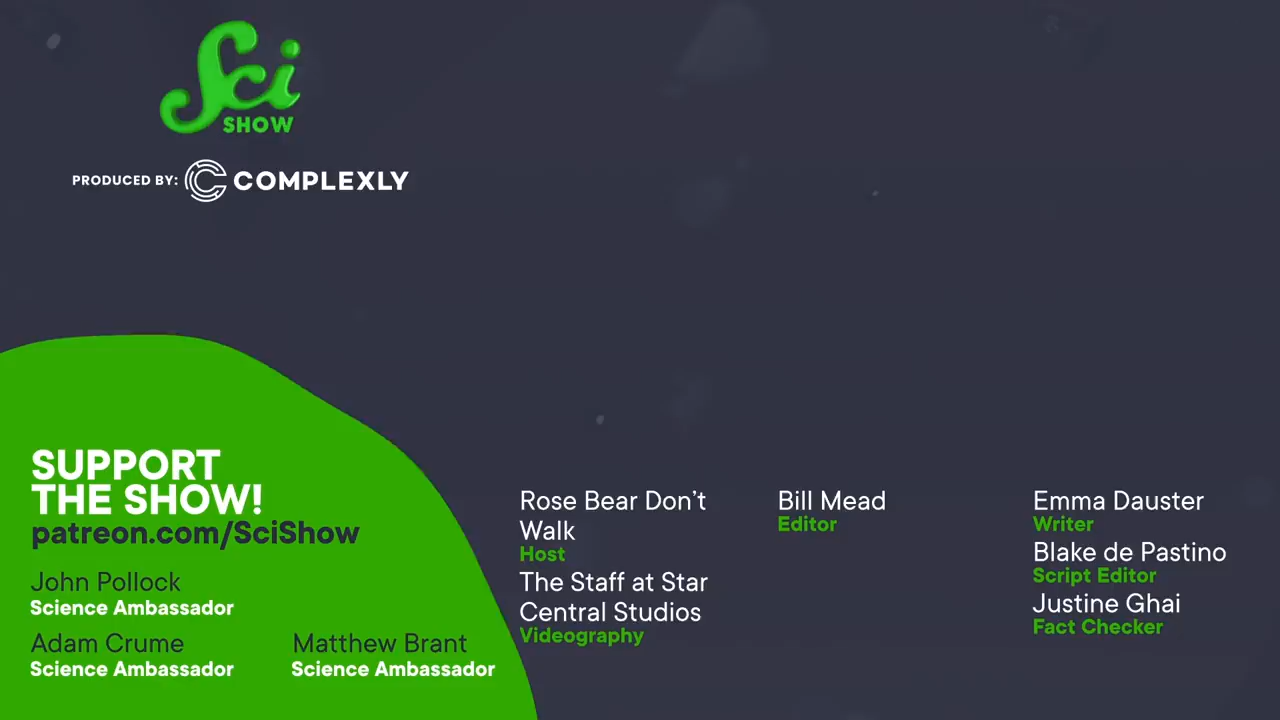 Sci
SHOW
PRODUCED BY: COMPLEXLY
SUPPORT
THE SHOW!
patreon.com/SciShow
John Pollock
Science Ambassador
Adam Crume
Science Ambassador
Matthew Brant
Science Ambassador
Rose Bear Don't
Walk
Host
The Staff at Star
Central Studios
Videography
Bill Mead
Editor
Emma Dauster
Writer
Blake de Pastino
Script Editor
Justine Ghai
Fact Checker